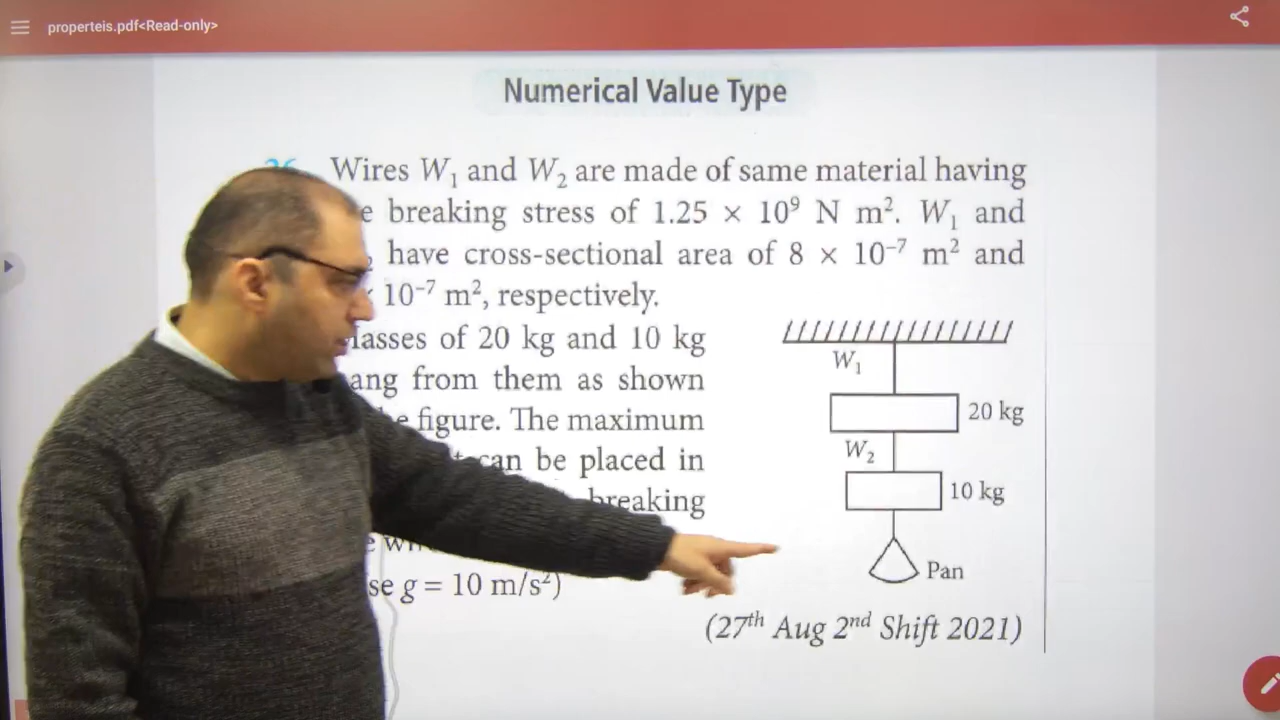 properteis.pdf<Read-only>
Numerical Value Type
Wires W₁ and W₂ are made of same material having
breaking stress of 1.25 × 10⁹ N m². W₁ and
have cross-sectional area of 8 × 10⁻⁷ m² and
10⁻⁷ m², respectively.
of 20 kg and 10 kg
from them as shown
figure. The maximum
can be placed in
breaking
g = 10 m/s²)
W₁
20 kg
W₂
10 kg
Pan
(27ᵗʰ Aug 2ⁿᵈ Shift 2021)